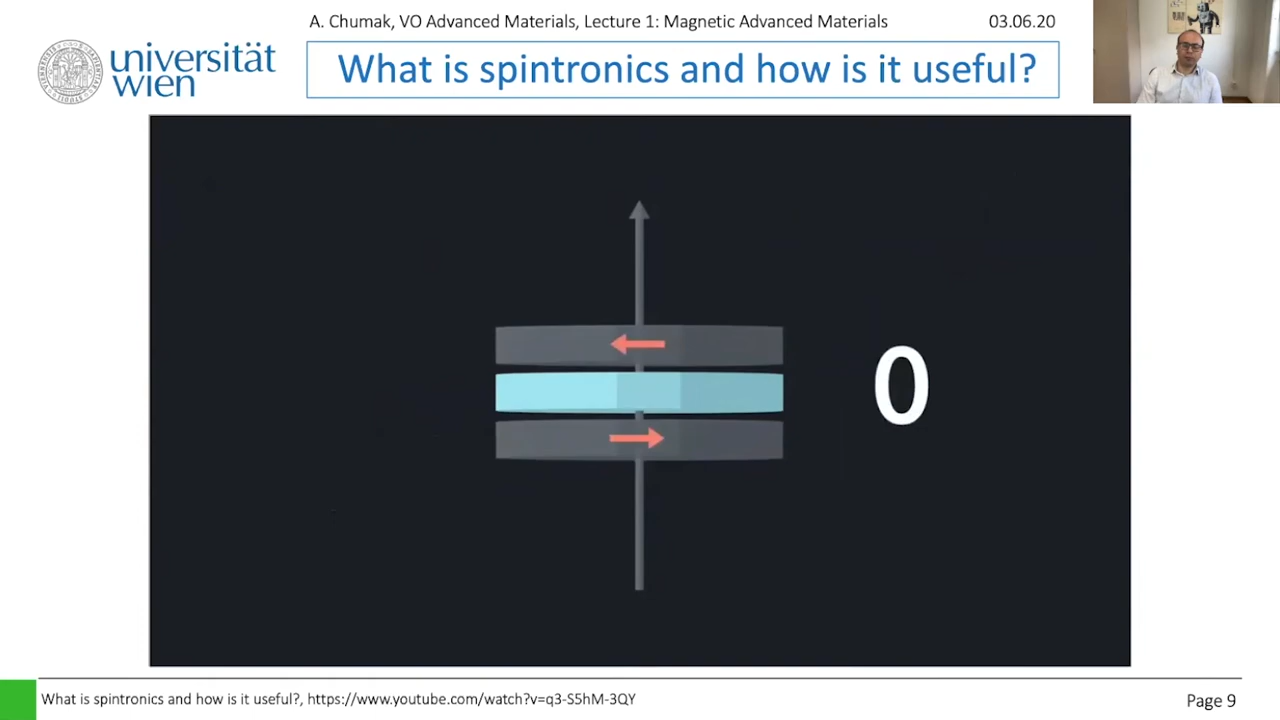 A. Chumak, VO Advanced Materials, Lecture 1: Magnetic Advanced Materials
03.06.20
universität
wien
What is spintronics and how is it useful?
0
What is spintronics and how is it useful?, https://www.youtube.com/watch?v=q3-S5hM-3QY
Page 9